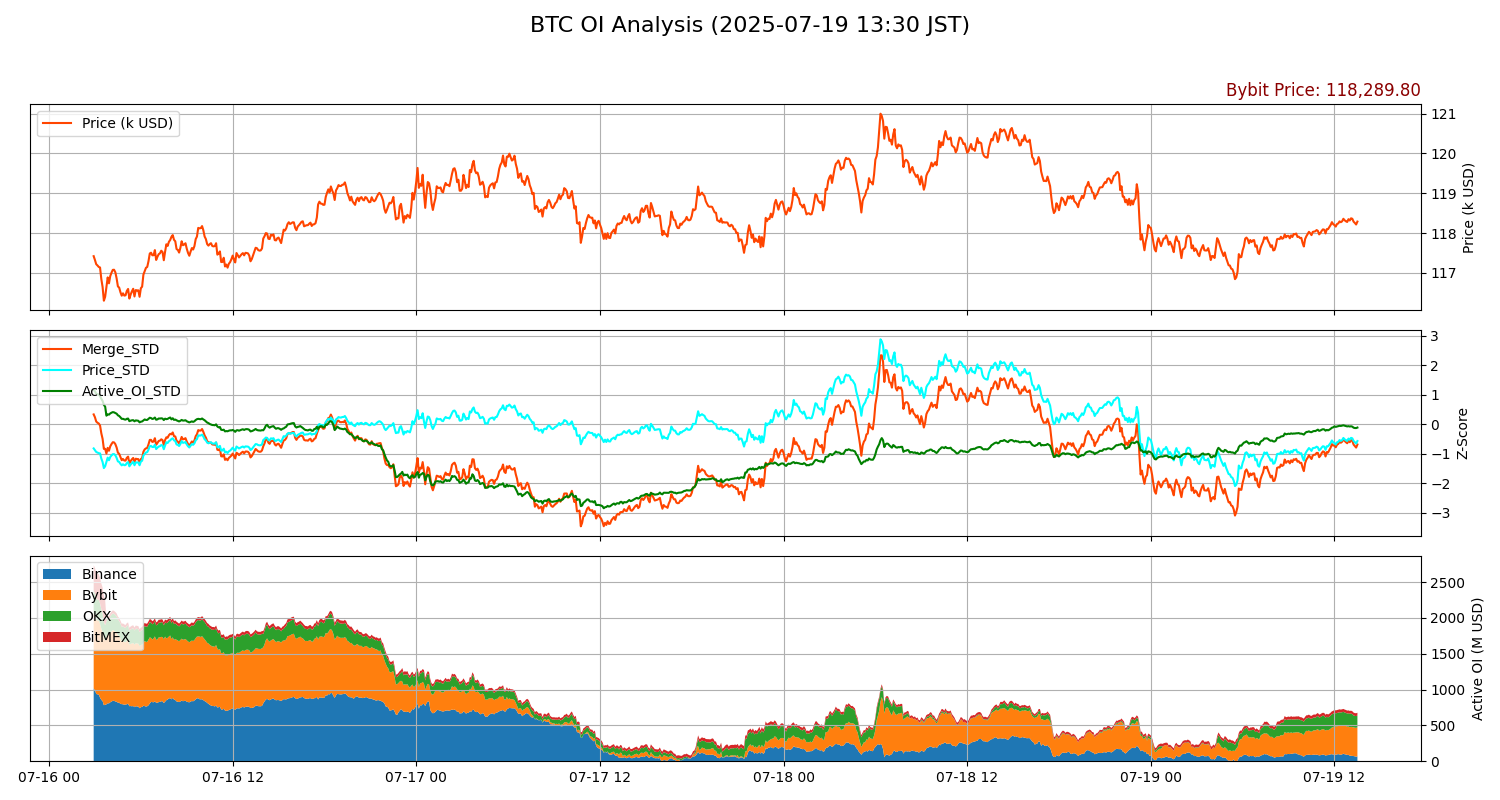 BTC OI Analysis (2025-07-19 13:30 JST)
Bybit Price: 118,289.80
Price (k USD)
121
120
119
118
117
Price (k USD)
Merge_STD
Price_STD
Active_OI_STD
3
2
1
0
−1
−2
−3
Z-Score
Binance
Bybit
OKX
BitMEX
2500
2000
1500
1000
500
0
Active OI (M USD)
07-16 00 07-16 12 07-17 00 07-17 12 07-18 00 07-18 12 07-19 00 07-19 12